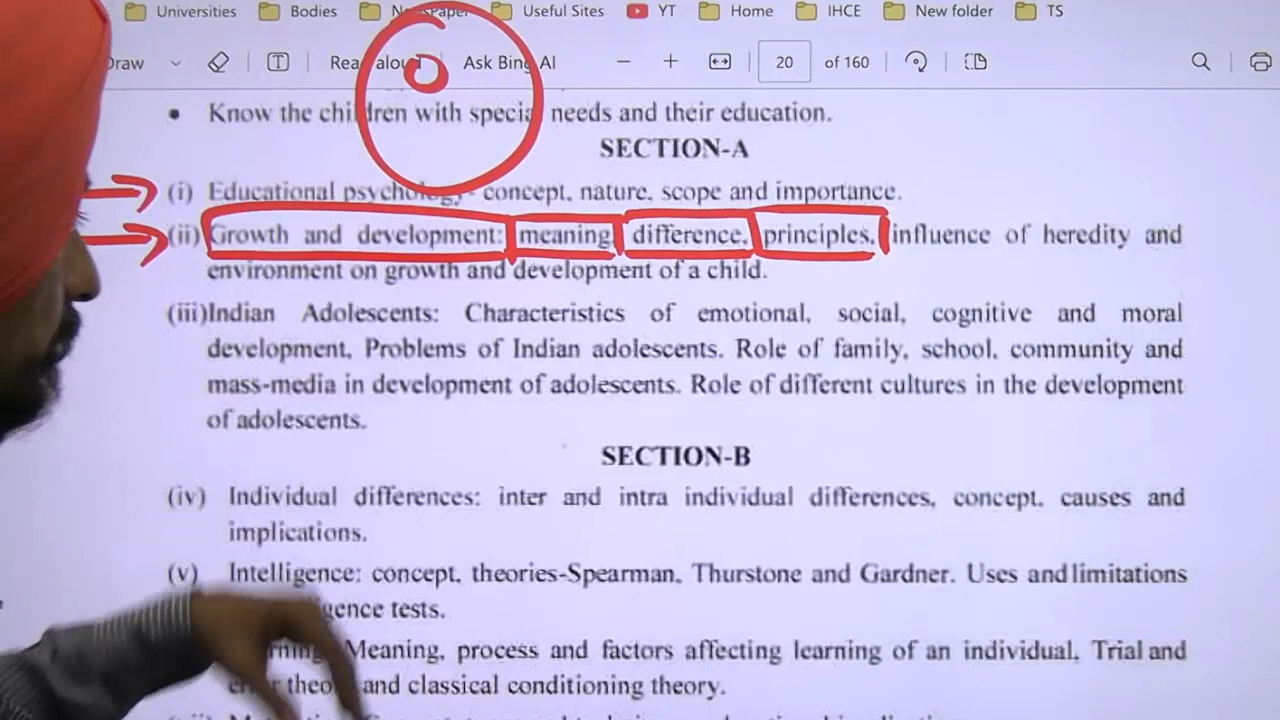 Universities Bodies Useful Sites YT Home IHCE New folder TS
Draw T Read aloud Ask Bing AI 20 of 160
• Know the children with special needs and their education.
SECTION-A
(i) Educational psychology - concept, nature, scope and importance.
(ii) Growth and development: meaning, difference, principles, influence of heredity and
environment on growth and development of a child.
(iii)Indian Adolescents: Characteristics of emotional, social, cognitive and moral
development, Problems of Indian adolescents. Role of family, school, community and
mass-media in development of adolescents. Role of different cultures in the development
of adolescents.
SECTION-B
(iv) Individual differences: inter and intra individual differences, concept, causes and
implications.
(v) Intelligence: concept, theories-Spearman, Thurstone and Gardner. Uses and limitations
tests.
Meaning, process and factors affecting learning of an individual, Trial and
and classical conditioning theory.